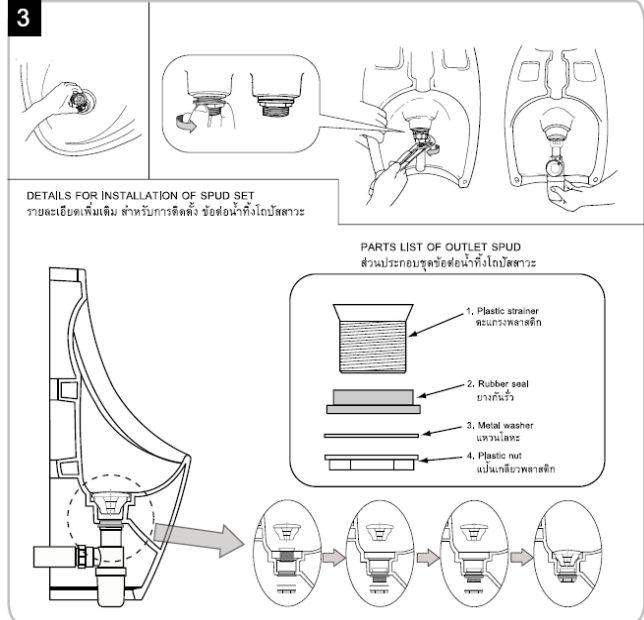 3
DETAILS FOR INSTALLATION OF SPUD SET
รายละเอียดเพิ่มเติม สำหรับการติดตั้ง ข้อต่อน้ำทิ้งโถปัสสาวะ
PARTS LIST OF OUTLET SPUD
ส่วนประกอบชุดข้อต่อน้ำทิ้งโถปัสสาวะ
1. Plastic strainer
ตะแกรงพลาสติก
2. Rubber seal
ยางกันรั่ว
3. Metal washer
แหวนโลหะ
4. Plastic nut
แป้นเกลียวพลาสติก